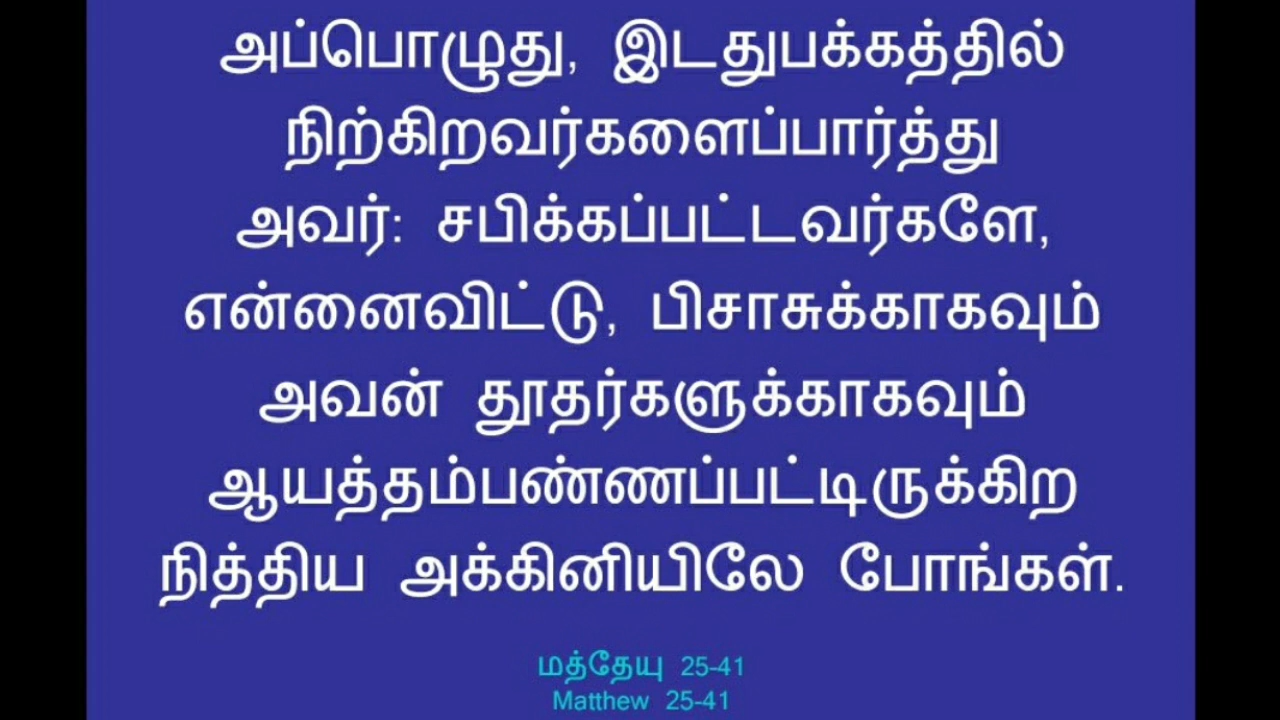 அப்பொழுது, இடதுபக்கத்தில்
நிற்கிறவர்களைப்பார்த்து
அவர்: சபிக்கப்பட்டவர்களே,
என்னைவிட்டு, பிசாசுக்காகவும்
அவன் தூதர்களுக்காகவும்
ஆயத்தம்பண்ணப்பட்டிருக்கிற
நித்திய அக்கினியிலே போங்கள்.
மத்தேயு 25-41
Matthew 25-41